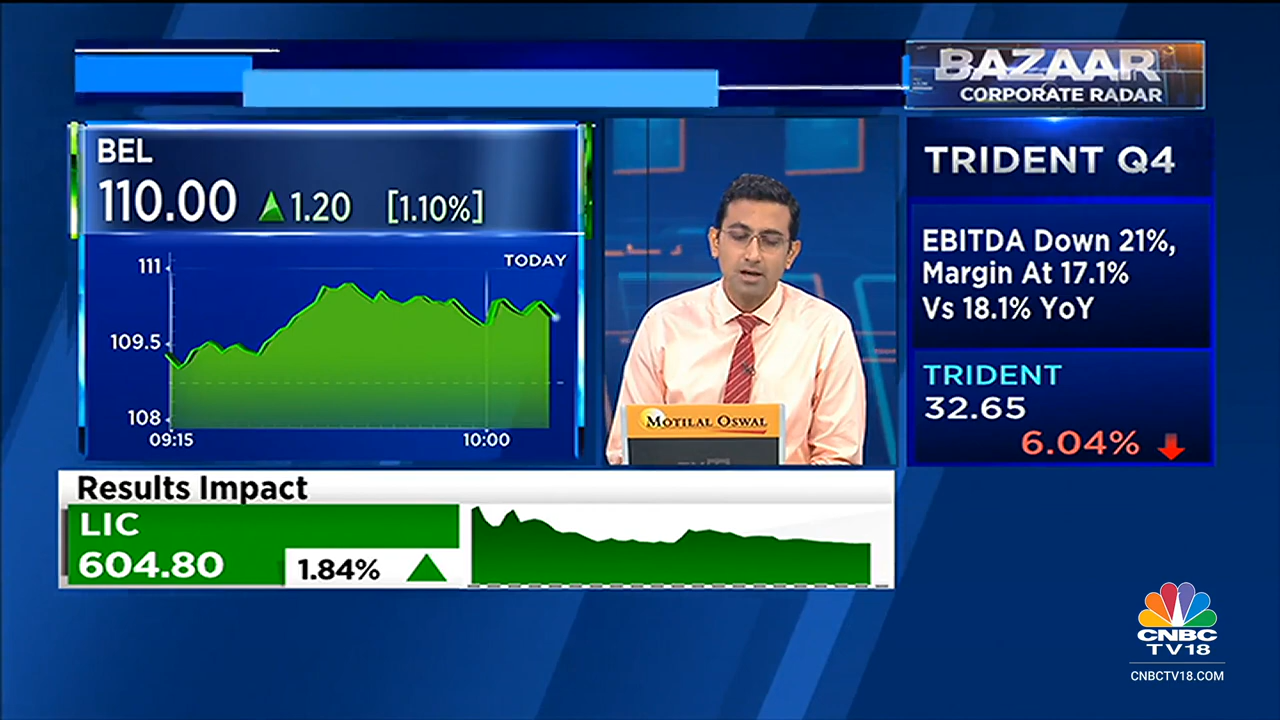 BAZAAR
CORPORATE RADAR
BEL
110.00 1.20 [1.10%]
TODAY
111
109.5
108
09:15 10:00
MOTILAL OSWAL
TRIDENT Q4
EBITDA Down 21%,
Margin At 17.1%
Vs 18.1% YoY
TRIDENT
32.65
6.04%
Results Impact
LIC
604.80
1.84%
CNBC
TV18
CNBCTV18.COM